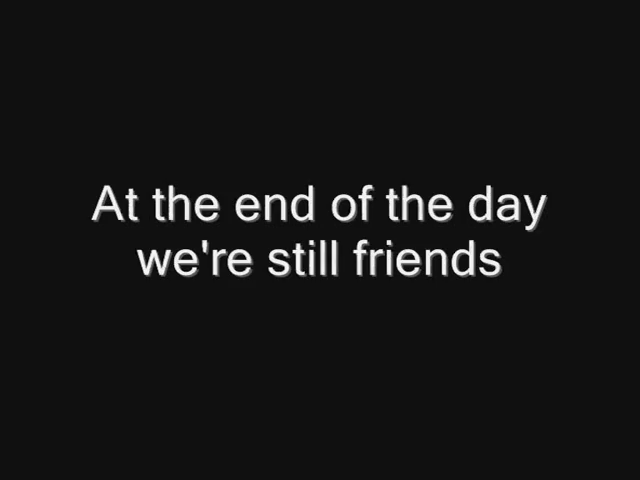 At the end of the day
we're still friends